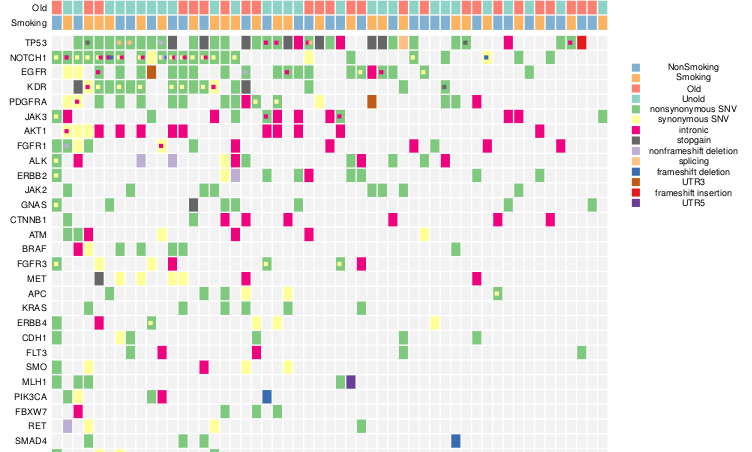 Old
Smoking
TP53
NOTCH1
EGFR
KDR
PDGFRA
JAK3
AKT1
FGFR1
ALK
ERBB2
JAK2
GNAS
CTNNB1
ATM
BRAF
FGFR3
MET
APC
KRAS
ERBB4
CDH1
FLT3
SMO
MLH1
PIK3CA
FBXW7
RET
SMAD4
NonSmoking
Smoking
Old
Unold
nonsynonymous SNV
synonymous SNV
intronic
stopgain
nonframeshift deletion
splicing
frameshift deletion
UTR3
frameshift insertion
UTR5